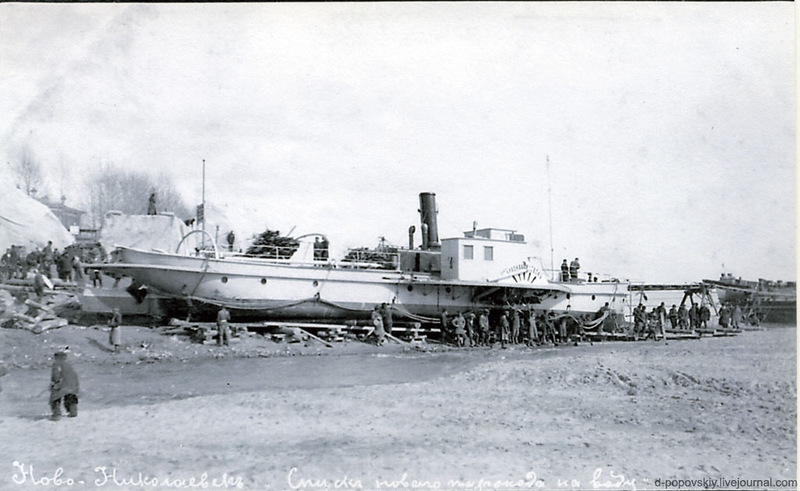 Ново-Николаевскъ. Спускъ новаго парохода на воду
d-popovskiy.livejournal.com